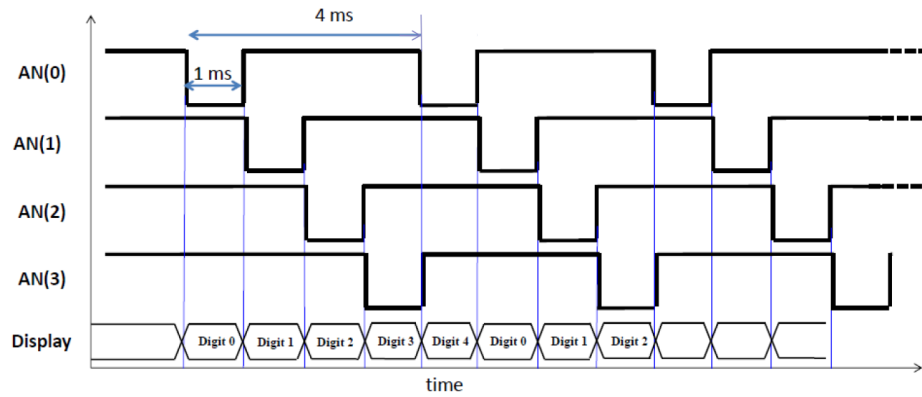 4 ms
AN(0)
1 ms
AN(1)
AN(2)
AN(3)
Display Digit 0 Digit 1 Digit 2 Digit 3 Digit 4 Digit 0 Digit 1 Digit 2
time